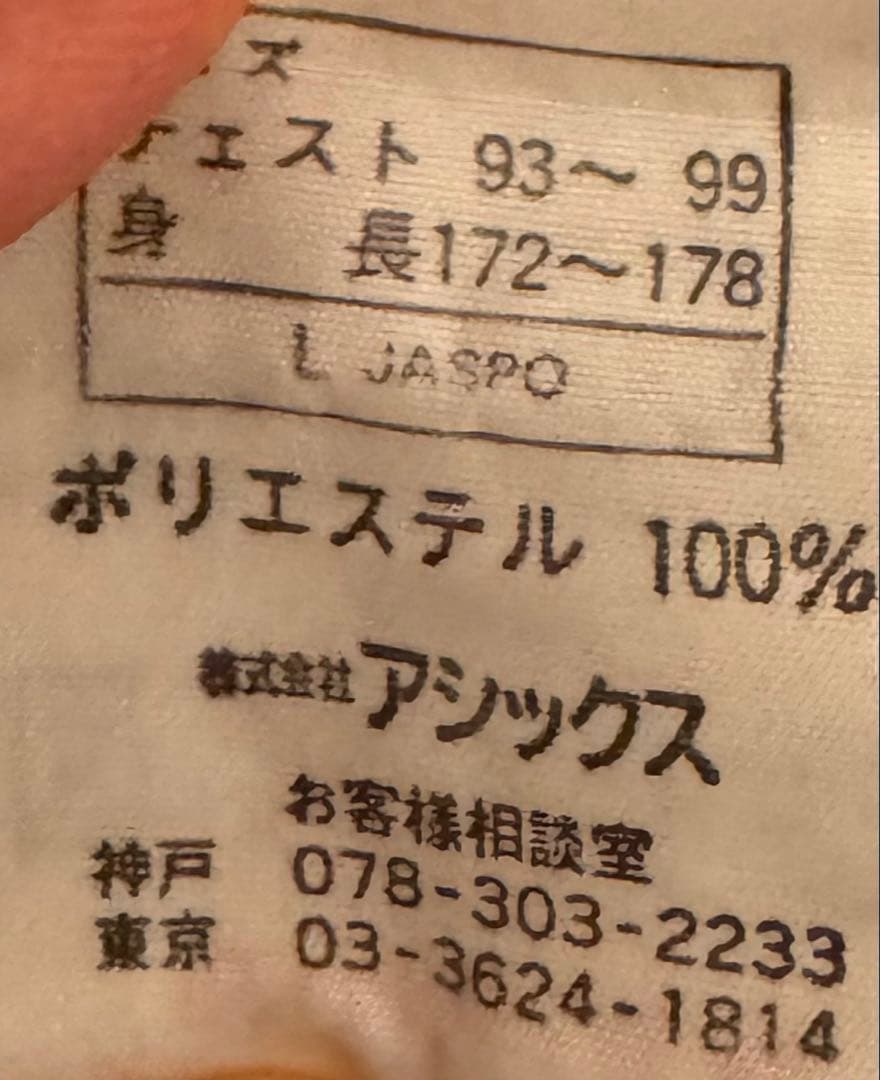 ズ
ェスト 93～ 99
身 長172～178
L JASPO
ポリエステル 100%
株式会社アシックス
お客様相談室
神戸 078-303-2233
東京 03-3624-1814